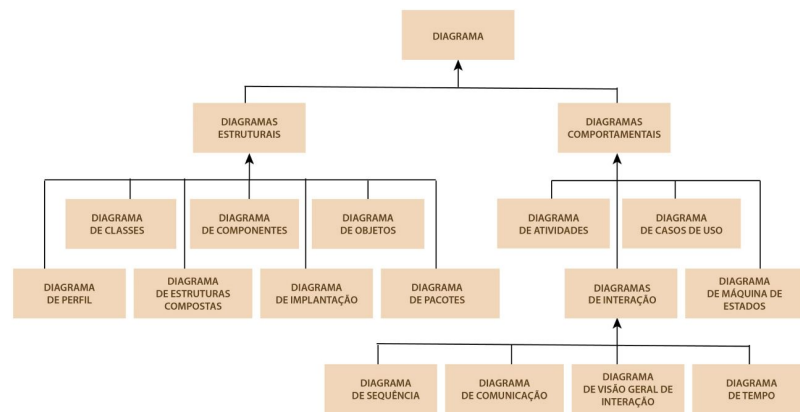 DIAGRAMA
DIAGRAMAS
ESTRUTURAIS
DIAGRAMAS
COMPORTAMENTAIS
DIAGRAMA
DE CLASSES
DIAGRAMA
DE COMPONENTES
DIAGRAMA
DE OBJETOS
DIAGRAMA
DE ATIVIDADES
DIAGRAMA
DE CASOS DE USO
DIAGRAMA
DE PERFIL
DIAGRAMA
DE ESTRUTURAS
COMPOSTAS
DIAGRAMA
DE IMPLANTAÇÃO
DIAGRAMA
DE PACOTES
DIAGRAMAS
DE INTERAÇÃO
DIAGRAMA
DE MÁQUINA DE
ESTADOS
DIAGRAMA
DE SEQUÊNCIA
DIAGRAMA
DE COMUNICAÇÃO
DIAGRAMA
DE VISÃO GERAL DE
INTERAÇÃO
DIAGRAMA
DE TEMPO